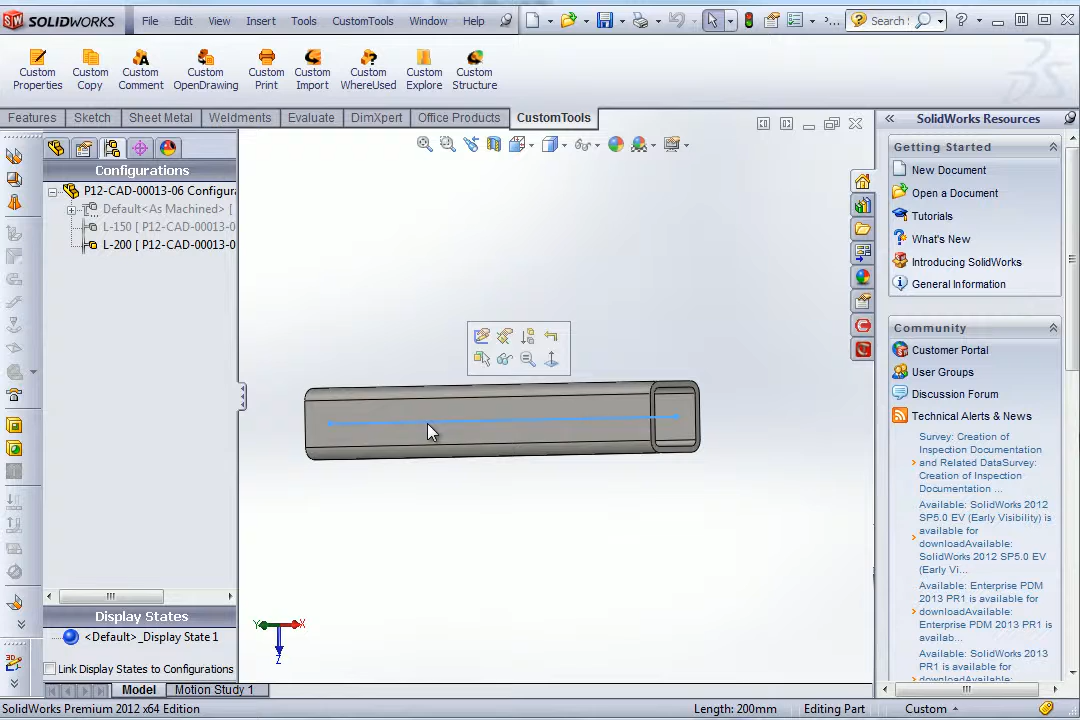 SOLIDWORKS File Edit View Insert Tools CustomTools Window Help Search
Custom Properties
Custom Copy
Custom Comment
Custom OpenDrawing
Custom Print
Custom Import
Custom WhereUsed
Custom Explore
Custom Structure
Features Sketch Sheet Metal Weldments Evaluate DimXpert Office Products CustomTools
Configurations
P12-CAD-00013-06 Configura
Default<As Machined> [
L-150 [ P12-CAD-00013-0
L-200 [ P12-CAD-00013-0
Display States
<Default>_Display State 1
Link Display States to Configurations
Model Motion Study 1
Y X
Z
SolidWorks Resources
Getting Started
New Document
Open a Document
Tutorials
What's New
Introducing SolidWorks
General Information
Community
Customer Portal
User Groups
Discussion Forum
Technical Alerts & News
Survey: Creation of
Inspection Documentation
and Related DataSurvey:
Creation of Inspection
Documentation ...
Available: SolidWorks 2012
SP5.0 EV (Early Visibility) is
available for
downloadAvailable:
SolidWorks 2012 SP5.0 EV
(Early Vi...
Available: Enterprise PDM
2013 PR1 is available for
downloadAvailable:
Enterprise PDM 2013 PR1 is
availab...
Available: SolidWorks 2013
PR1 is available for
SolidWorks Premium 2012 x64 Edition Length: 200mm Editing Part Custom